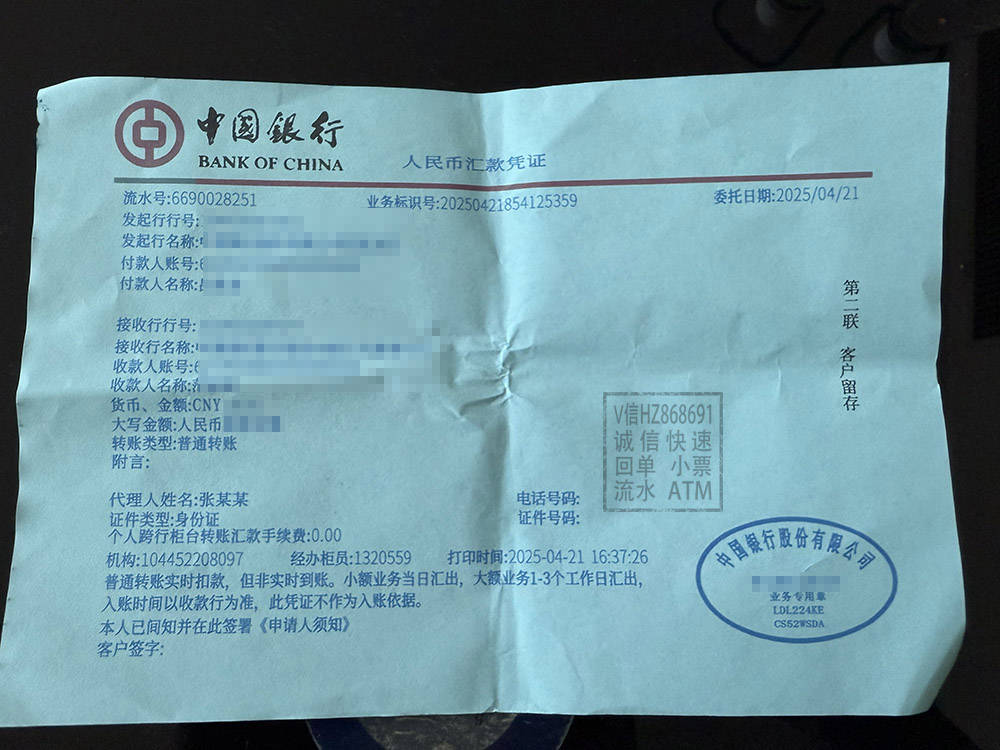 中国銀行
BANK OF CHINA
人民币汇款凭证
流水号:6690028251 业务标识号:20250421854125359 委托日期:2025/04/21
发起行行号:
发起行名称:
付款人账号:6
付款人名称:
接收行行号:
接收行名称:
收款人账号:6
收款人名称:
货币、金额:CNY
大写金额:人民币
转账类型:普通转账
附言:
第二联 客户留存
V信HZ868691
诚信快速
回单 小票
流水 ATM
代理人姓名:张某某 电话号码:
证件类型:身份证 证件号码:
个人跨行柜台转账汇款手续费:0.00
机构:104452208097 经办柜员:1320559 打印时间:2025-04-21 16:37:26
普通转账实时扣款，但非实时到账。小额业务当日汇出，大额业务1-3个工作日汇出，
入账时间以收款行为准，此凭证不作为入账依据。
本人已间知并在此签署《申请人须知》
客户签字:
中国银行股份有限公司
业务专用章
LDL224KE
CS52WSDA